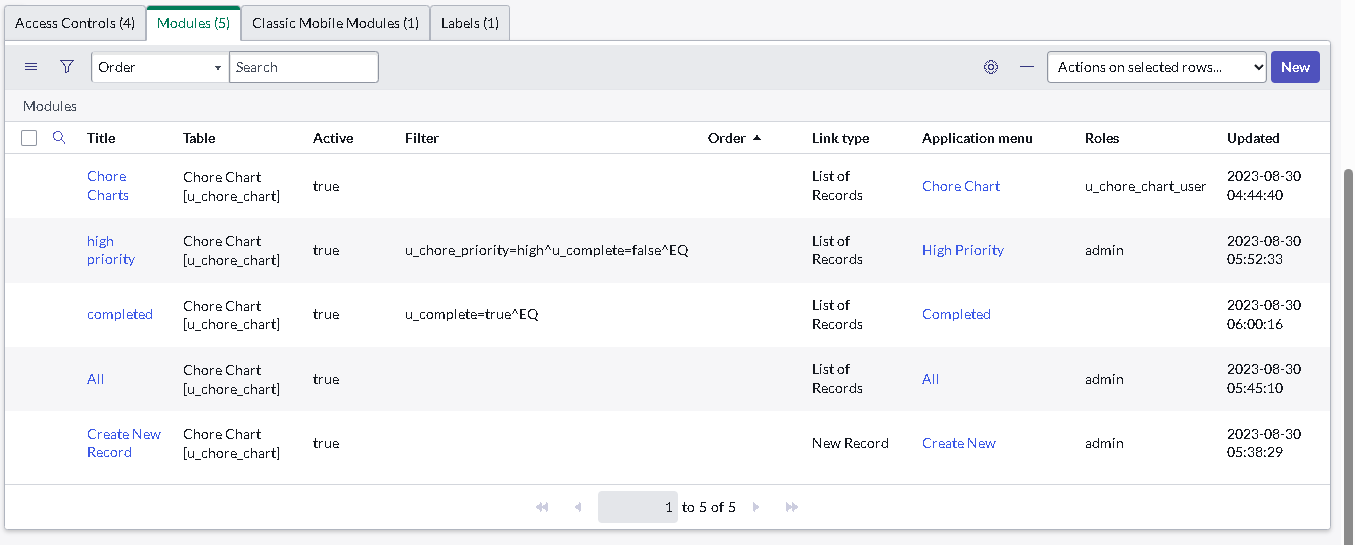 Access Controls (4) Modules (5) Classic Mobile Modules (1) Labels (1)
Order Search Actions on selected rows... New
Modules
Title Table Active Filter Order Link type Application menu Roles Updated
Chore Charts Chore Chart [u_chore_chart] true List of Records Chore Chart u_chore_chart_user 2023-08-30 04:44:40
high priority Chore Chart [u_chore_chart] true u_chore_priority=high^u_complete=false^EQ List of Records High Priority admin 2023-08-30 05:52:33
completed Chore Chart [u_chore_chart] true u_complete=true^EQ List of Records Completed 2023-08-30 06:00:16
All Chore Chart [u_chore_chart] true List of Records All admin 2023-08-30 05:45:10
Create New Record Chore Chart [u_chore_chart] true New Record Create New admin 2023-08-30 05:38:29
1 to 5 of 5